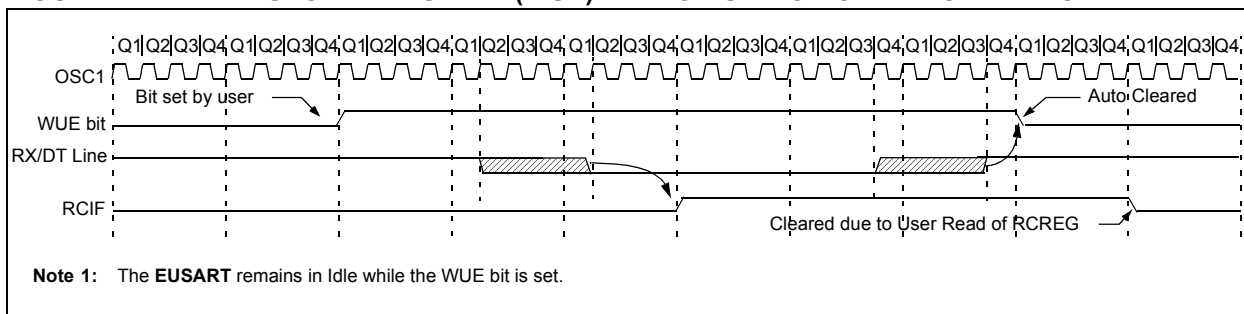 Q1 Q2 Q3 Q4 Q1 Q2 Q3 Q4 Q1 Q2 Q3 Q4 Q1 Q2 Q3 Q4 Q1 Q2 Q3 Q4 Q1 Q2 Q3 Q4 Q1 Q2 Q3 Q4 Q1 Q2 Q3 Q4 Q1 Q2 Q3 Q4 Q1 Q2 Q3 Q4
OSC1
Bit set by user
Auto Cleared
WUE bit
RX/DT Line
RCIF
Cleared due to User Read of RCREG
Note 1: The EUSART remains in Idle while the WUE bit is set.